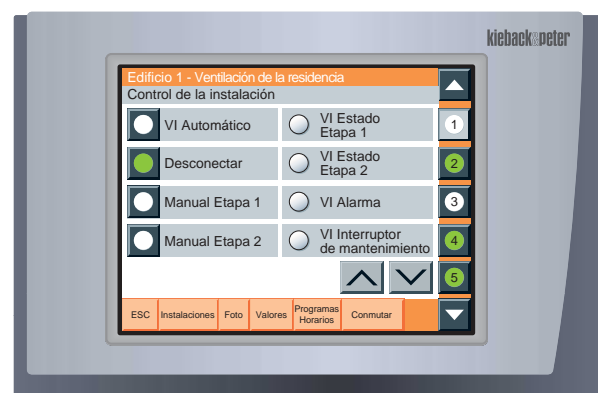 kieback&peter
Edificio 1 - Ventilación de la residencia
Control de la instalación
VI Automático
VI Estado
Etapa 1
1
Desconectar
VI Estado
Etapa 2
2
Manual Etapa 1
VI Alarma
3
Manual Etapa 2
VI Interruptor
de mantenimiento
4
5
ESC
Instalaciones
Foto
Valores
Programas
Horarios
Conmutar